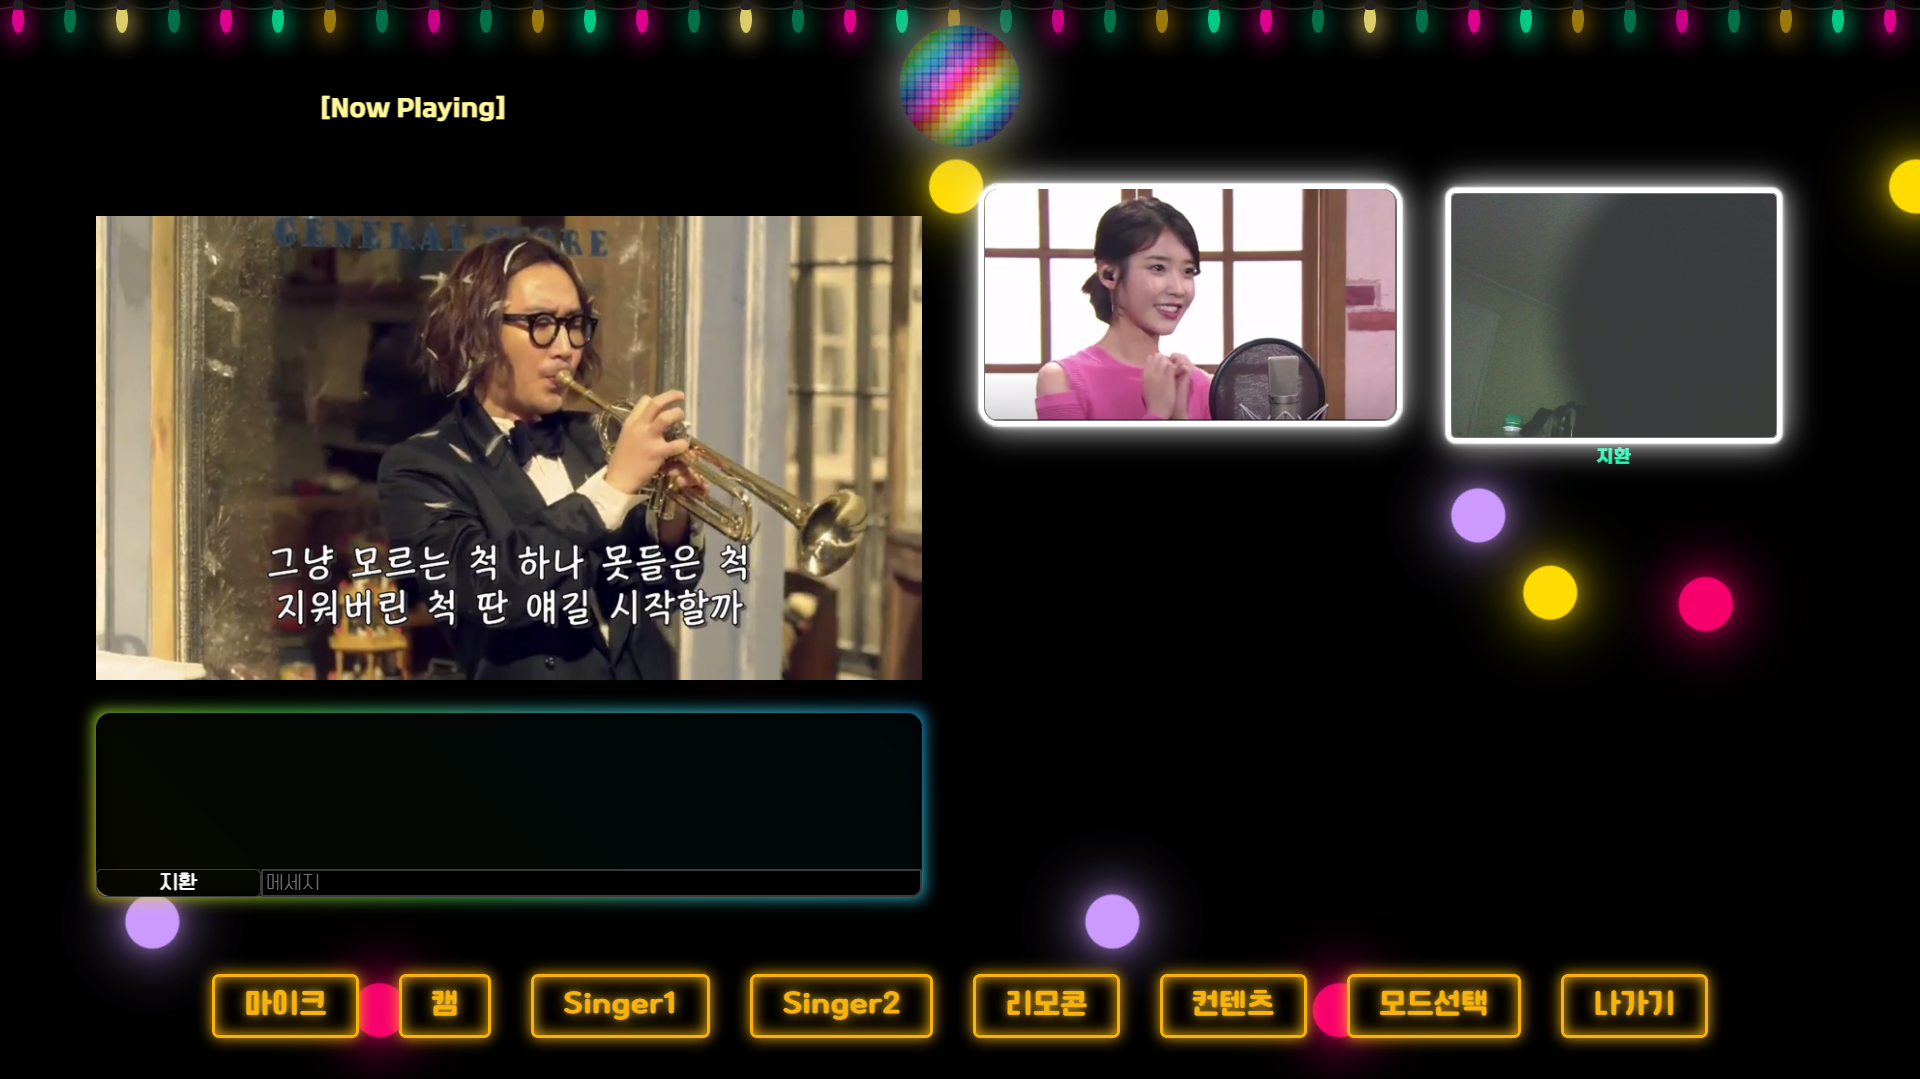 [Now Playing]
GENERAL STORE
그냥 모르는 척 하나 못들은 척
지워버린 척 딴 얘길 시작할까
지환
지환
메세지
마이크
캠
Singer1
Singer2
리모콘
컨텐츠
모드선택
나가기